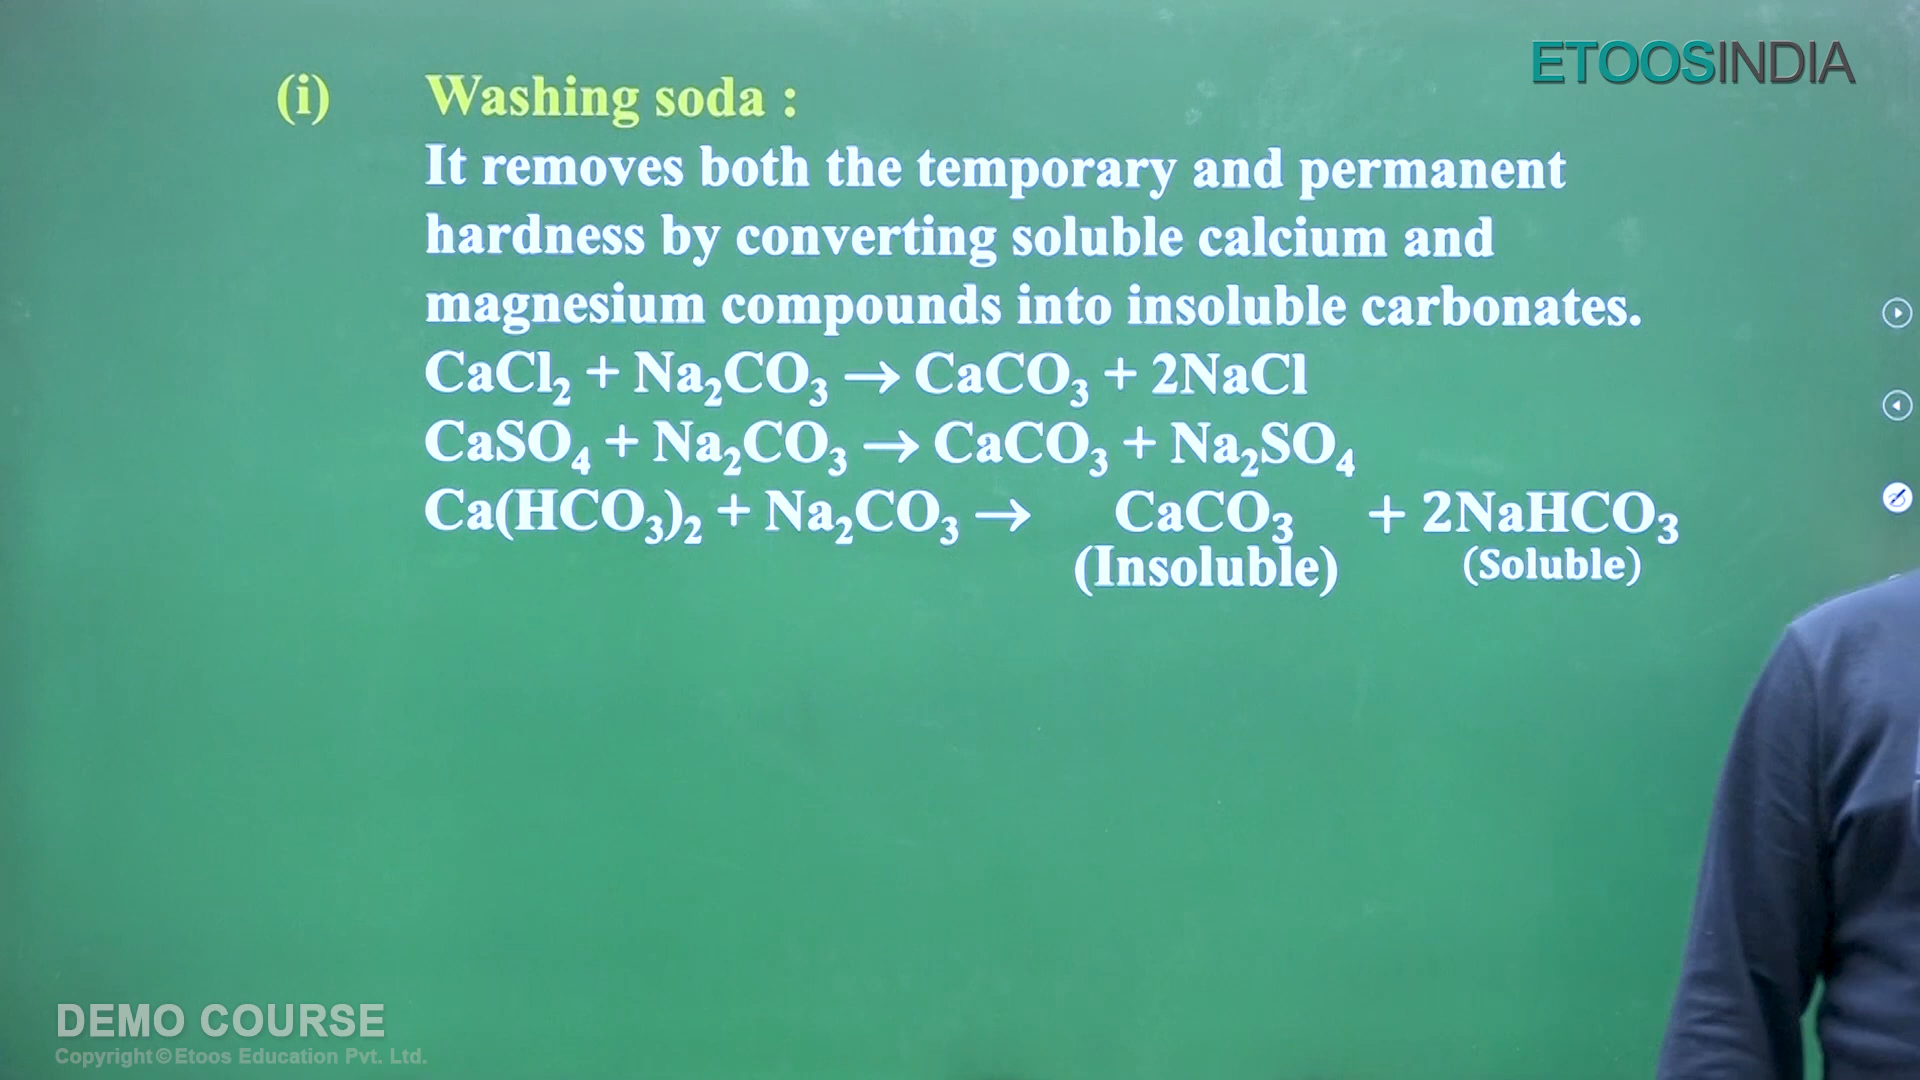 ETOOSINDIA
(i) Washing soda :
It removes both the temporary and permanent
hardness by converting soluble calcium and
magnesium compounds into insoluble carbonates.
CaCl₂ + Na₂CO₃ → CaCO₃ + 2NaCl
CaSO₄ + Na₂CO₃ → CaCO₃ + Na₂SO₄
Ca(HCO₃)₂ + Na₂CO₃ → CaCO₃ + 2NaHCO₃
(Insoluble) (Soluble)
DEMO COURSE
Copyright © Etoos Education Pvt. Ltd.